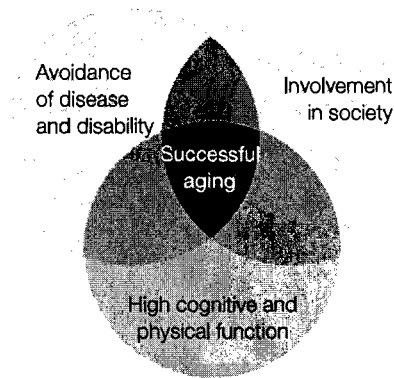 Avoidance
of disease
and disability
Involvement
in society
Successful
aging
High cognitive and
physical function